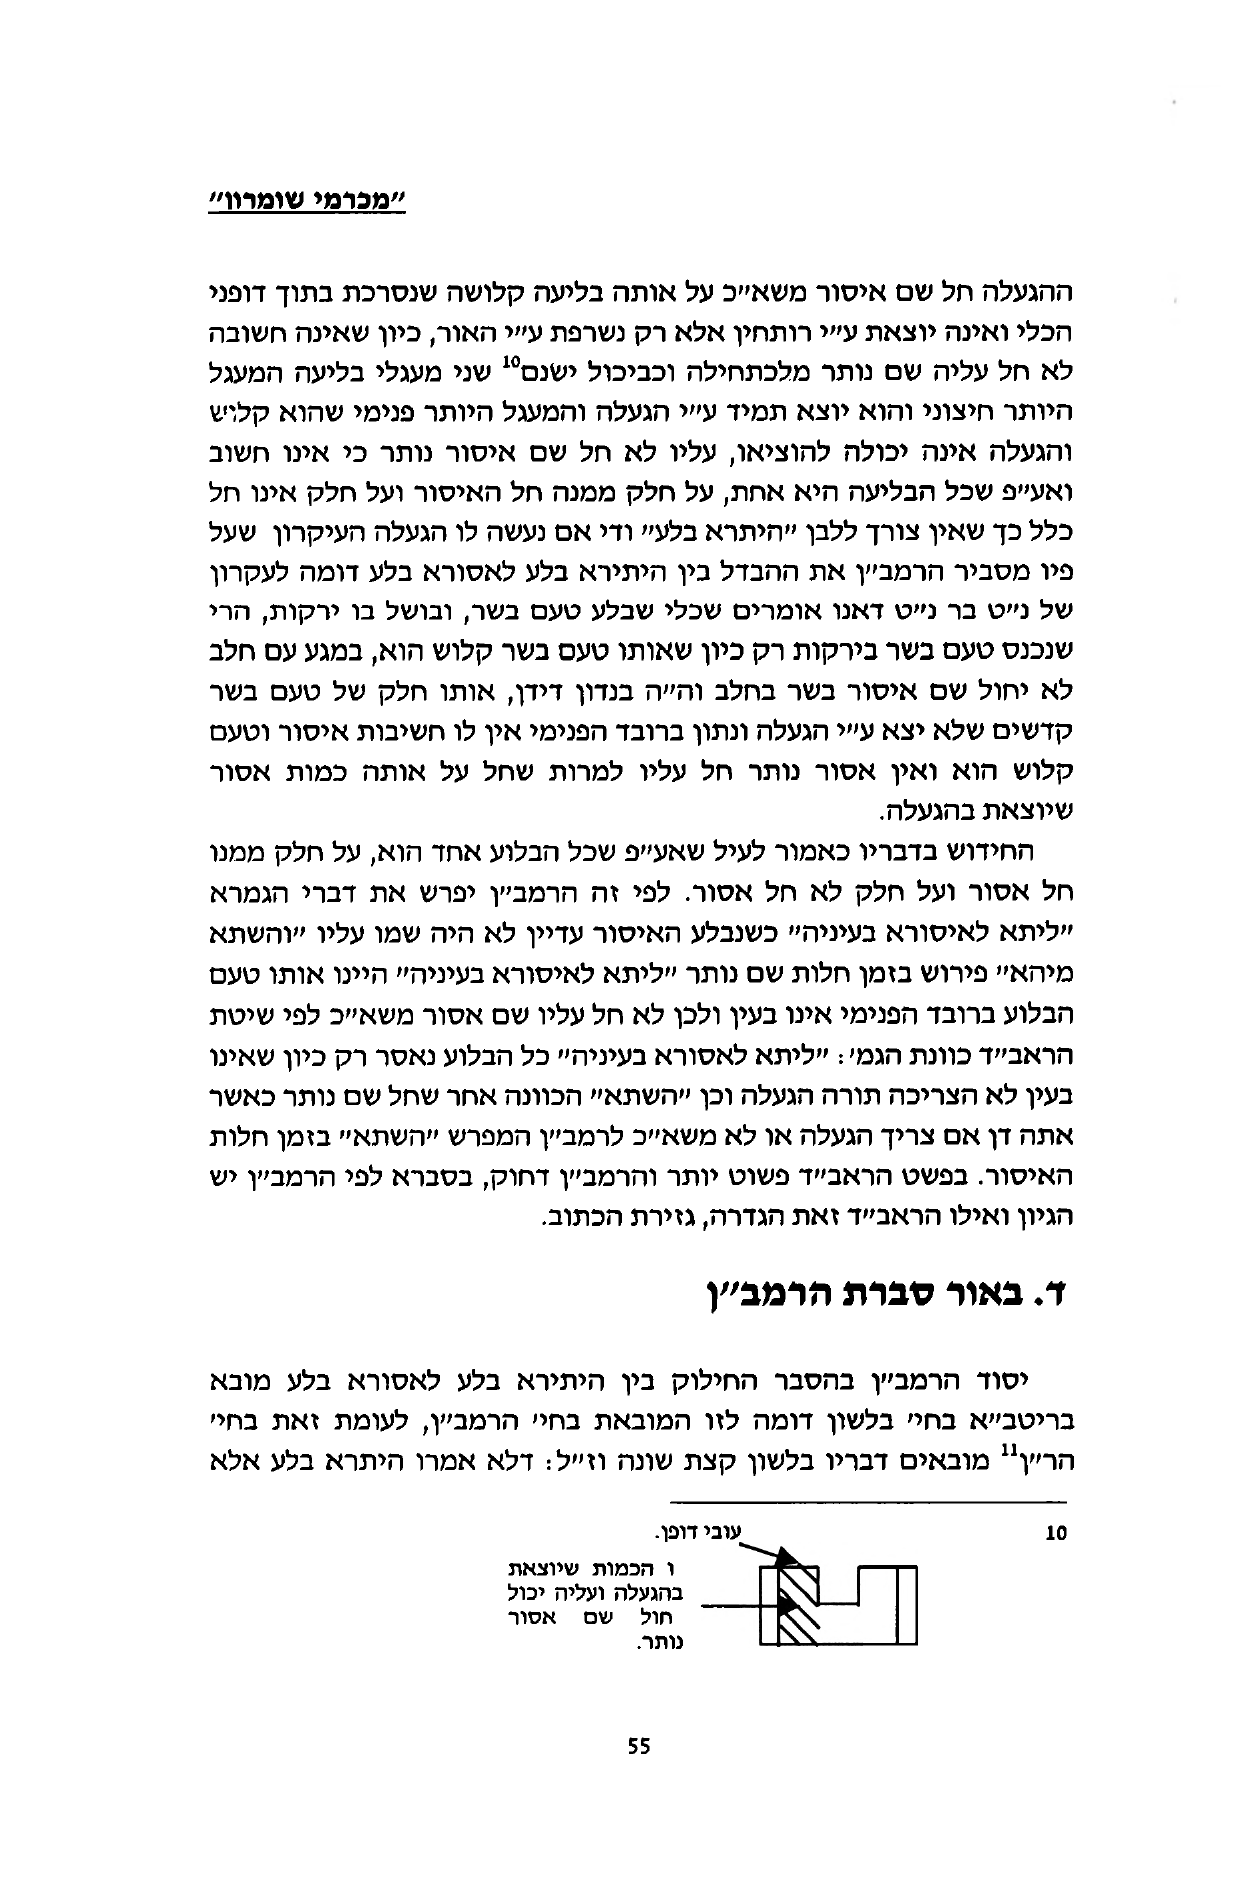 "מכרמי שומרון"
ההגעלה חל שם איסור משא"כ על אותה בליעה קלושה שנסרכת בתוך דופני
הכלי ואינה יוצאת ע"י רותחין אלא רק נשרפת ע"י האור, כיון שאינה חשובה
לא חל עליה שם נותר מלכתחילה וכביכול ישנם10 שני מעגלי בליעה המעגל
היותר חיצוני והוא יוצא תמיד ע"י הגעלה והמעגל היותר פנימי שהוא קלוש
והגעלה אינה יכולה להוציאו, עליו לא חל שם איסור נותר כי אינו חשוב
ואע"פ שכל הבליעה היא אחת, על חלק ממנה חל האיסור ועל חלק אינו חל
כלל כך שאין צורך ללבן "היתרא בלע" ודי אם נעשה לו הגעלה העיקרון שעל
פיו מסביר הרמב"ן את ההבדל בין היתירא בלע לאסורא בלע דומה לעקרון
של נ"ט בר נ"ט דאנו אומרים שכלי שבלע טעם בשר, ובושל בו ירקות, הרי
שנכנס טעם בשר בירקות רק כיון שאותו טעם בשר קלוש הוא, במגע עם חלב
לא יחול שם איסור בשר בחלב וה"ה בנדון דידן, אותו חלק של טעם בשר
קדשים שלא יצא ע"י הגעלה ונתון ברובד הפנימי אין לו חשיבות איסור וטעם
קלוש הוא ואין אסור נותר חל עליו למרות שחל על אותה כמות אסור
שיוצאת בהגעלה.
החידוש בדבריו כאמור לעיל שאע"פ שכל הבלוע אחד הוא, על חלק ממנו
חל אסור ועל חלק לא חל אסור. לפי זה הרמב"ן יפרש את דברי הגמרא
"ליתא לאיסורא בעיניה" כשנבלע האיסור עדיין לא היה שמו עליו "והשתא
מיהא" פירוש בזמן חלות שם נותר "ליתא לאיסורא בעיניה" היינו אותו טעם
הבלוע ברובד הפנימי אינו בעין ולכן לא חל עליו שם אסור משא"כ לפי שיטת
הראב"ד כוונת הגמ': "ליתא לאסורא בעיניה" כל הבלוע נאסר רק כיון שאינו
בעין לא הצריכה תורה הגעלה וכן "השתא" הכוונה אחר שחל שם נותר כאשר
אתה דן אם צריך הגעלה או לא משא"כ לרמב"ן המפרש "השתא" בזמן חלות
האיסור. בפשט הראב"ד פשוט יותר והרמב"ן דחוק, בסברא לפי הרמב"ן יש
הגיון ואילו הראב"ד זאת הגדרה, גזירת הכתוב.
ד. באור סברת הרמב"ן
יסוד הרמב"ן בהסבר החילוק בין היתירא בלע לאסורא בלע מובא
בריטב"א בחי' בלשון דומה לזו המובאת בחי' הרמב"ן, לעומת זאת בחי'
הר"ן11 מובאים דבריו בלשון קצת שונה וז"ל: דלא אמרו היתרא בלע אלא
10
עובי דופן.
ו הכמות שיוצאת
בהגעלה ועליה יכול
חול שם אסור
נותר.
55